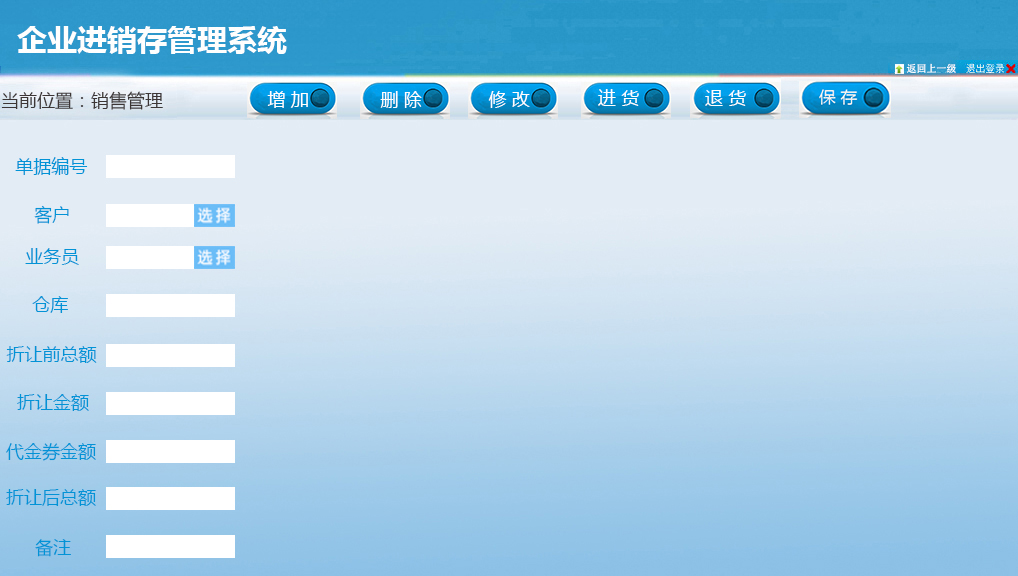 企业进销存管理系统
返回上一级 退出登录
当前位置：销售管理 增加 删除 修改 进货 退货 保存
单据编号
客户 选择
业务员 选择
仓库
折让前总额
折让金额
代金券金额
折让后总额
备注